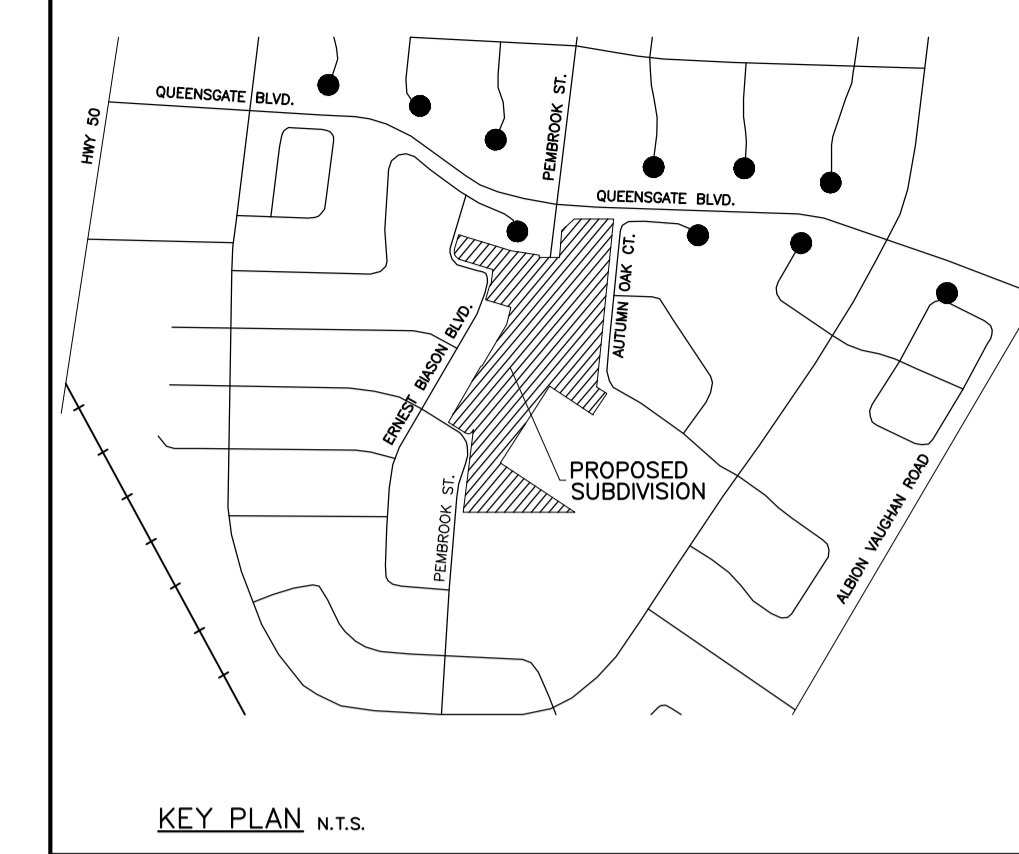 QUEENSGATE BLVD.
HWY 50
PEMBROOK ST.
QUEENSGATE BLVD.
AUTUMN OAK CT.
ERNEST BIASON BLVD.
PROPOSED
SUBDIVISION
PEMBROOK ST.
ALBION VAUGHAN ROAD
KEY PLAN N.T.S.